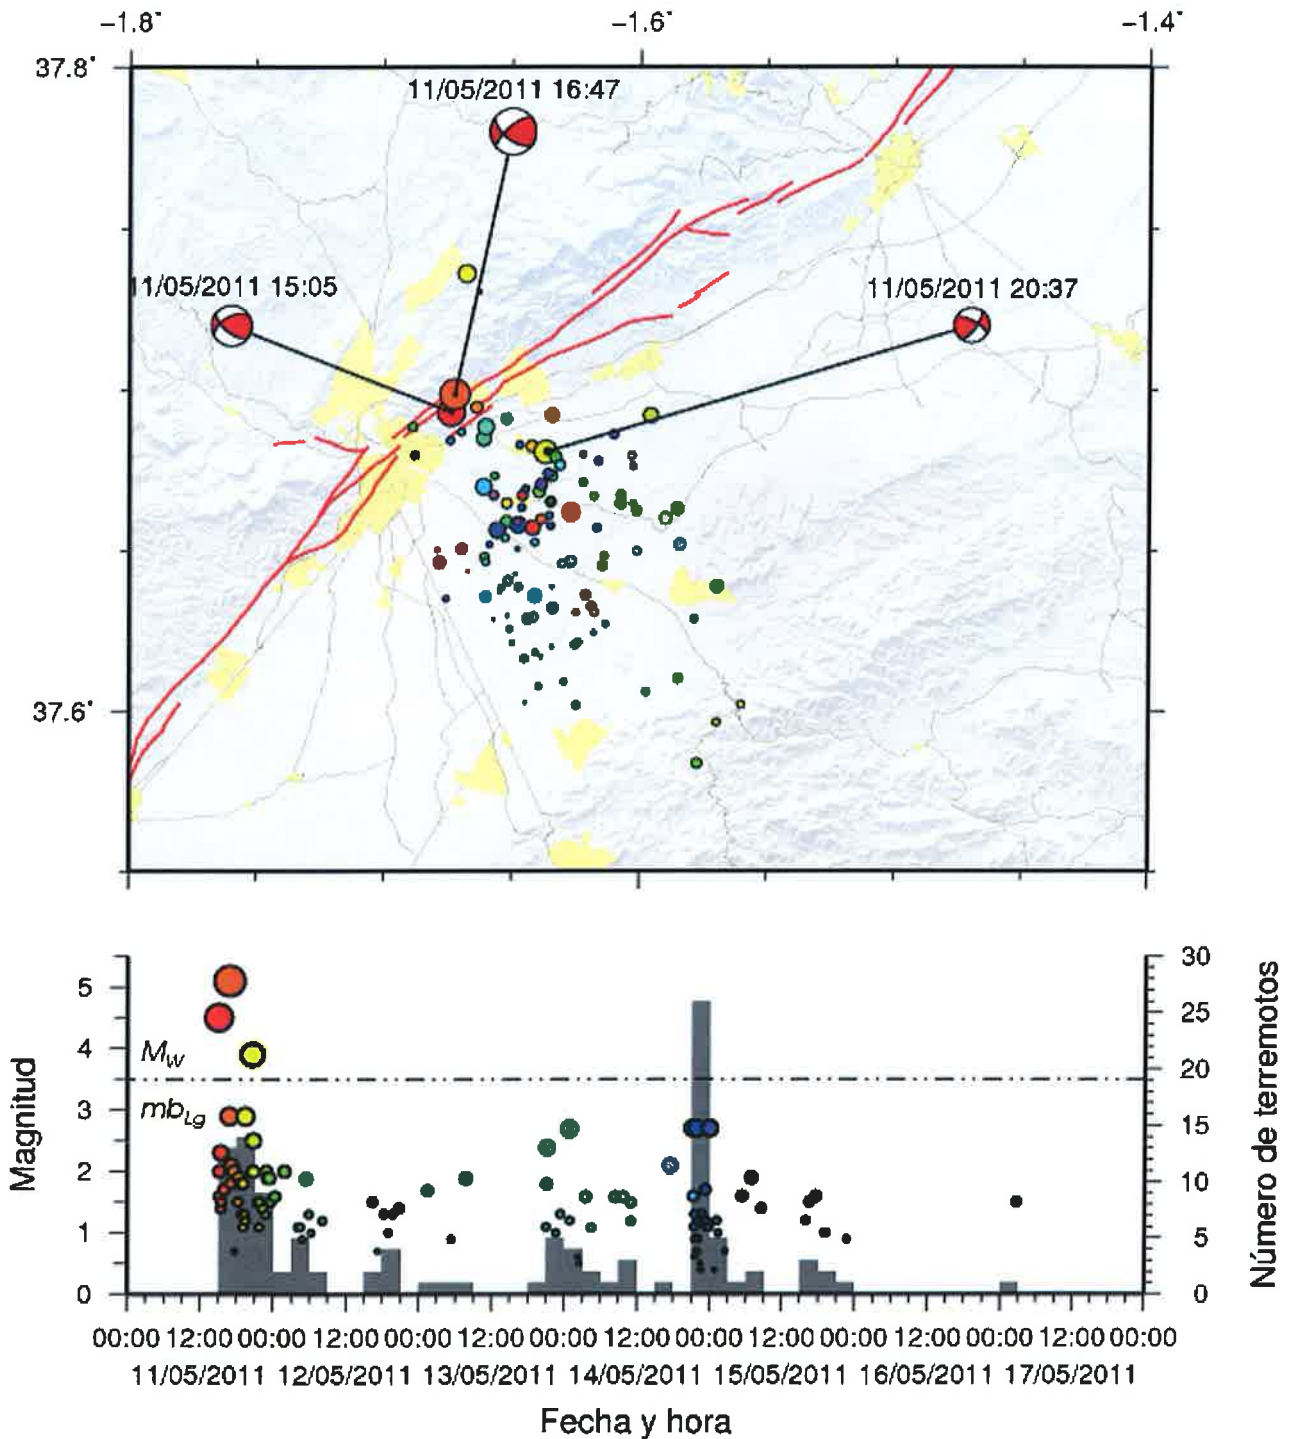 −1.8° −1.6° −1.4°
37.8°
11/05/2011 16:47
11/05/2011 15:05
11/05/2011 20:37
37.6°
Magnitud
5
4
3
2
1
0
Mw
mbLg
30
25
20
15
10
5
0
Número de terremotos
00:00 12:00 00:00 12:00 00:00 12:00 00:00 12:00 00:00 12:00 00:00 12:00 00:00 12:00 00:00
11/05/2011 12/05/2011 13/05/2011 14/05/2011 15/05/2011 16/05/2011 17/05/2011
Fecha y hora